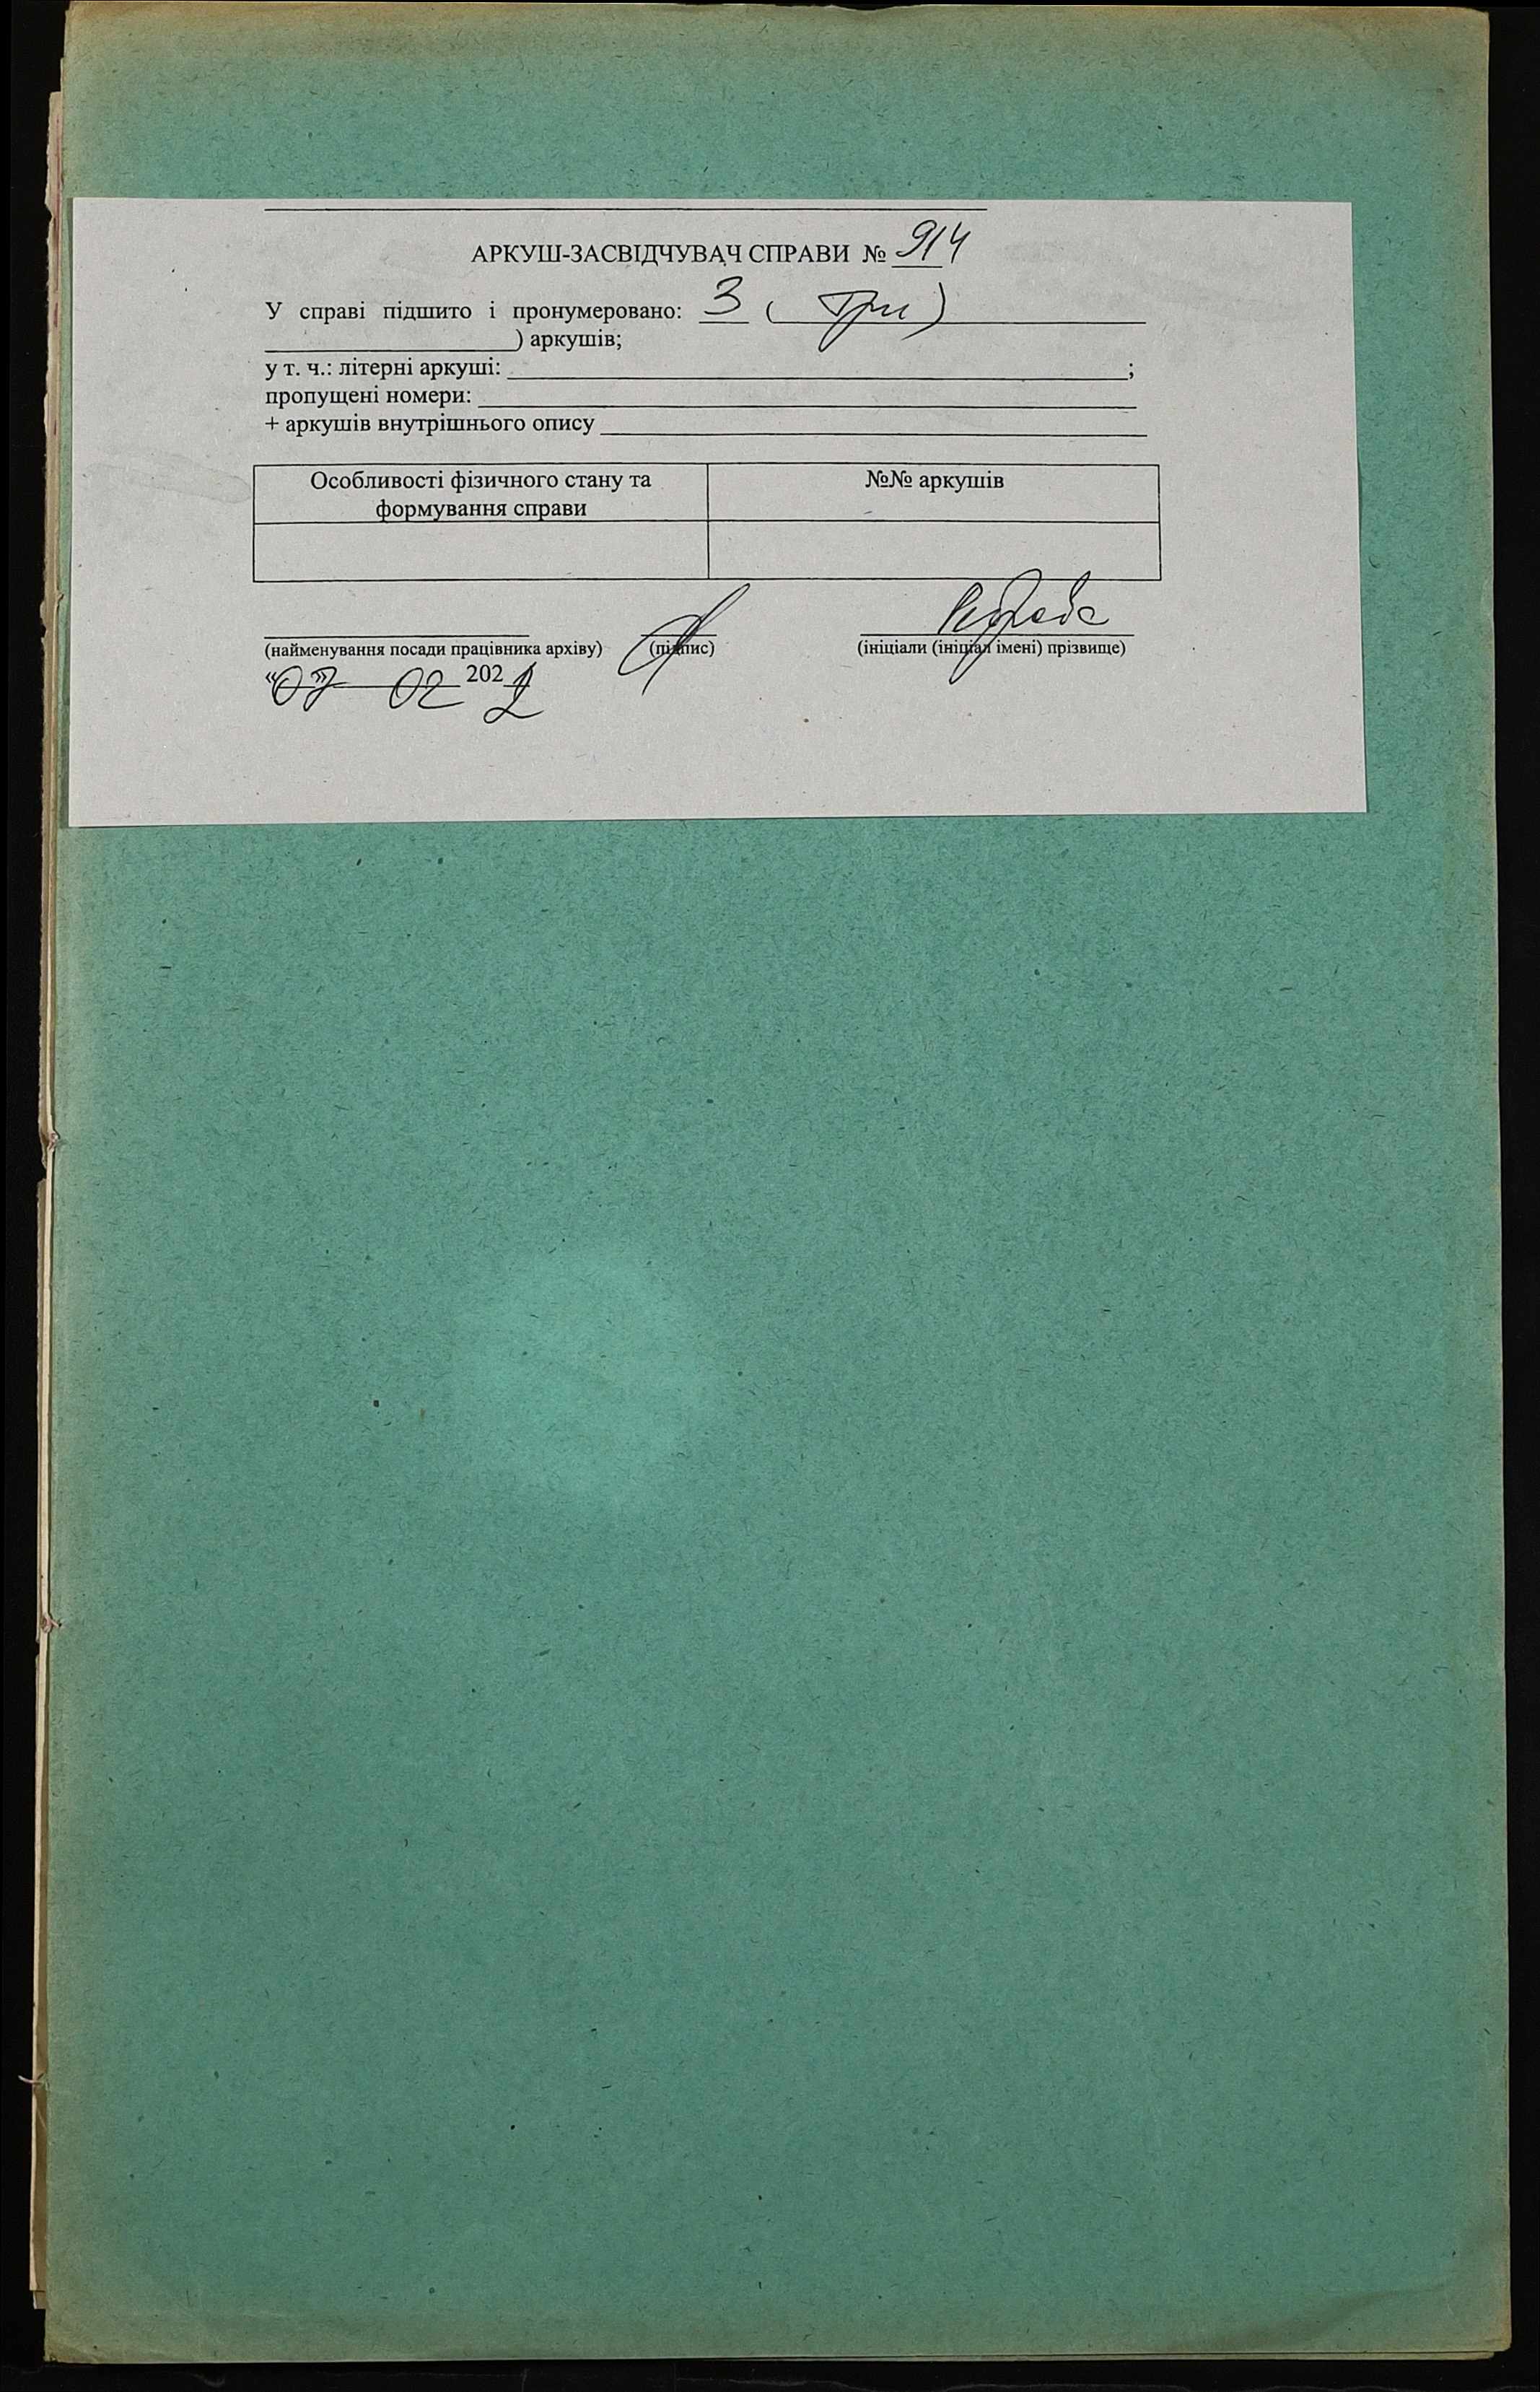 АРКУШ-ЗАСВІДЧУВАЧ СПРАВИ № 914
У справі підшито і пронумеровано: 3 ( три )
) аркушів;
у т. ч.: літерні аркуші: ;
пропущені номери:
+ аркушів внутрішнього опису
Особливості фізичного стану та формування справи
№№ аркушів
(найменування посади працівника архіву) (підпис) (ініціали (ініціал імені) прізвище)
«07» 02 202